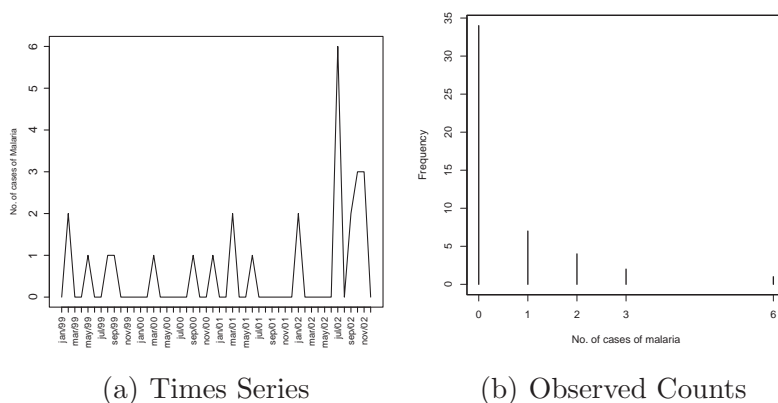 No. of cases of Malaria
6
5
4
3
2
1
0
jan/99
mar/99
may/99
jul/99
sep/99
nov/99
jan/00
mar/00
may/00
jul/00
sep/00
nov/00
jan/01
mar/01
may/01
jul/01
sep/01
nov/01
jan/02
mar/02
may/02
jul/02
sep/02
nov/02
(a) Times Series
Frequency
35
30
25
20
15
10
5
0
0 1 2 3 6
No. of cases of malaria
(b) Observed Counts